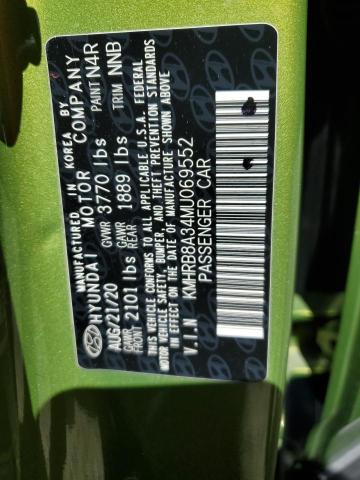 MANUFACTURED IN KOREA BY
HYUNDAI MOTOR COMPANY
AUG/21/20 GVWR 3770 lbs PAINT N4R
GAWR FRONT 2101 lbs GAWR REAR 1889 lbs TRIM NNB
THIS VEHICLE CONFORMS TO ALL APPLICABLE U.S.A. FEDERAL
MOTOR VEHICLE SAFETY, BUMPER, AND THEFT PREVENTION STANDARDS
IN EFFECT ON THE DATE OF MANUFACTURE SHOWN ABOVE
V.I.N KMHRB8A34MU069552
PASSENGER CAR